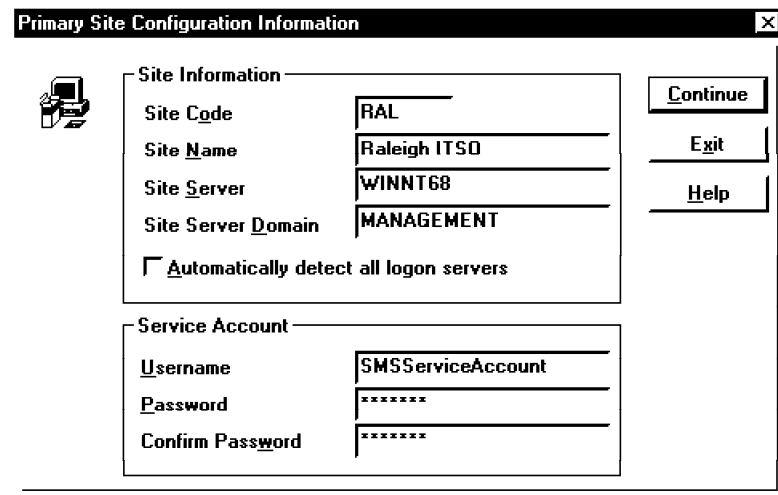 Primary Site Configuration Information
Site Information
Site Code RAL
Site Name Raleigh ITSO
Site Server WINNT68
Site Server Domain MANAGEMENT
Automatically detect all logon servers
Continue
Exit
Help
Service Account
Username SMSServiceAccount
Password *******
Confirm Password *******